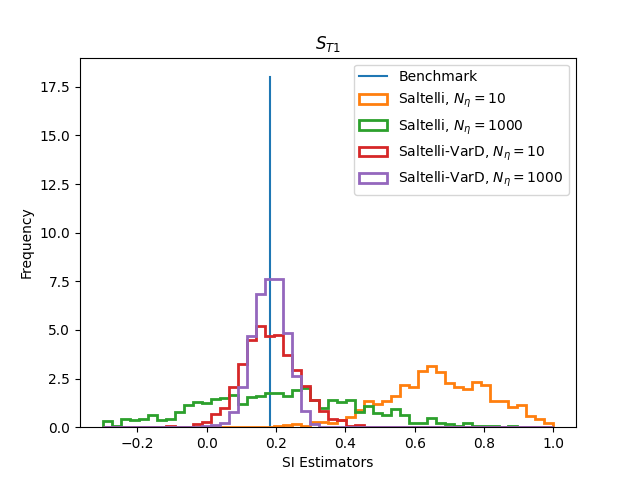 $S_{T1}$
Benchmark
Saltelli, $N_\eta = 10$
Saltelli, $N_\eta = 1000$
Saltelli-VarD, $N_\eta = 10$
Saltelli-VarD, $N_\eta = 1000$
17.5
15.0
12.5
10.0
7.5
5.0
2.5
0.0
Frequency
−0.2 0.0 0.2 0.4 0.6 0.8 1.0
SI Estimators